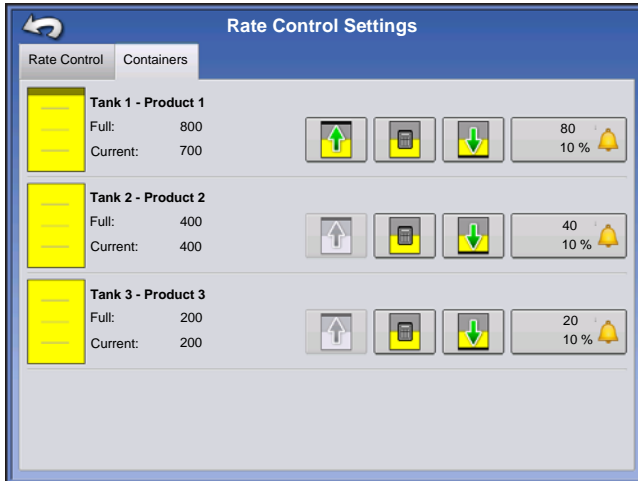 Rate Control Settings
Rate Control Containers
Tank 1 - Product 1
Full: 800
Current: 700
80
10 %
Tank 2 - Product 2
Full: 400
Current: 400
40
10 %
Tank 3 - Product 3
Full: 200
Current: 200
20
10 %